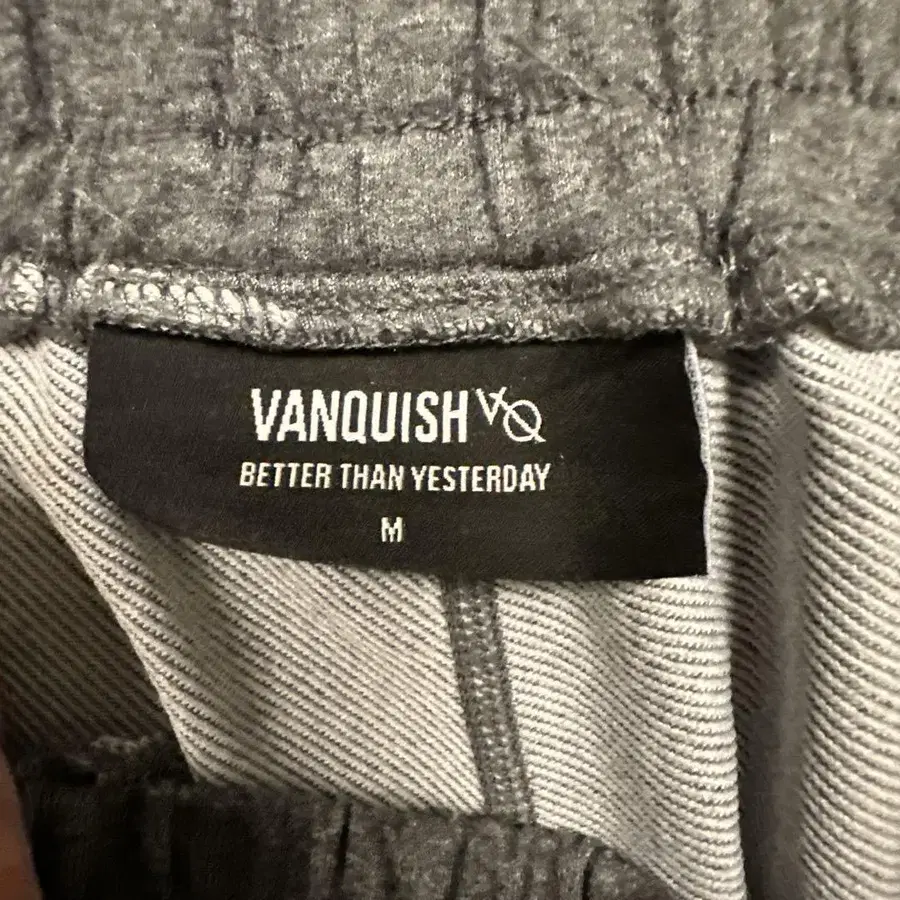 VANQUISH VQ
BETTER THAN YESTERDAY
M